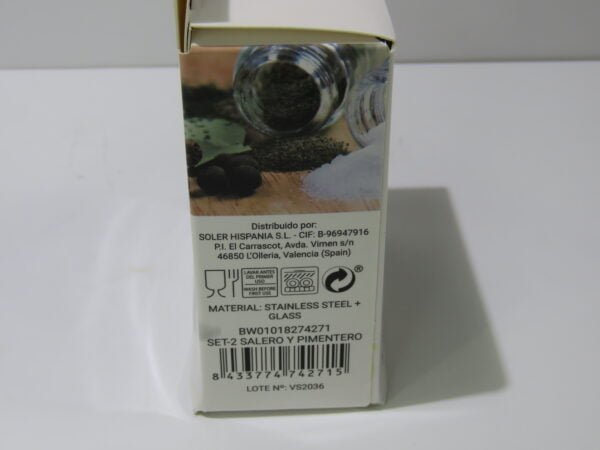 Distribuido por:
SOLER HISPANIA S.L. - CIF: B-96947916
P.I. El Carrascot, Avda. Vimen s/n
46850 L'Olleria, Valencia (Spain)
LAVAR ANTES
DEL PRIMER
USO
WASH BEFORE
FIRST USE
®
MATERIAL: STAINLESS STEEL +
GLASS
BW01018274271
SET-2 SALERO Y PIMENTERO
8 433774 742715
LOTE Nº: VS2036